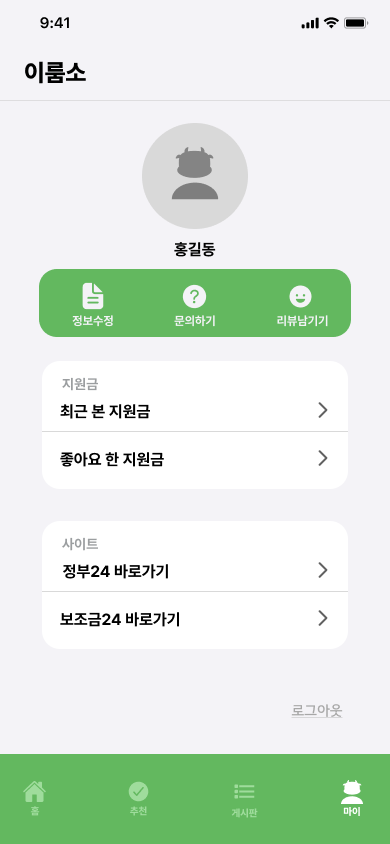 9:41
이룸소
홍길동
정보수정
문의하기
리뷰남기기
지원금
최근 본 지원금
좋아요 한 지원금
사이트
정부24 바로가기
보조금24 바로가기
로그아웃
홈
추천
게시판
마이